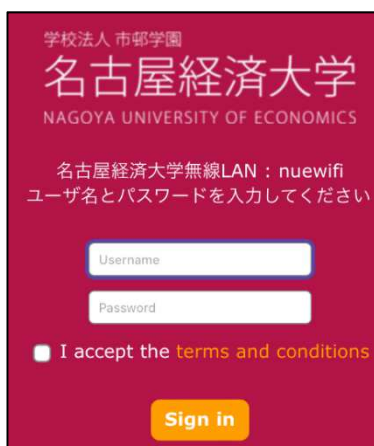 学校法人 市邨学園
名古屋経済大学
NAGOYA UNIVERSITY OF ECONOMICS
名古屋経済大学無線LAN : nuewifi
ユーザ名とパスワードを入力してください
Username
Password
I accept the terms and conditions
Sign in